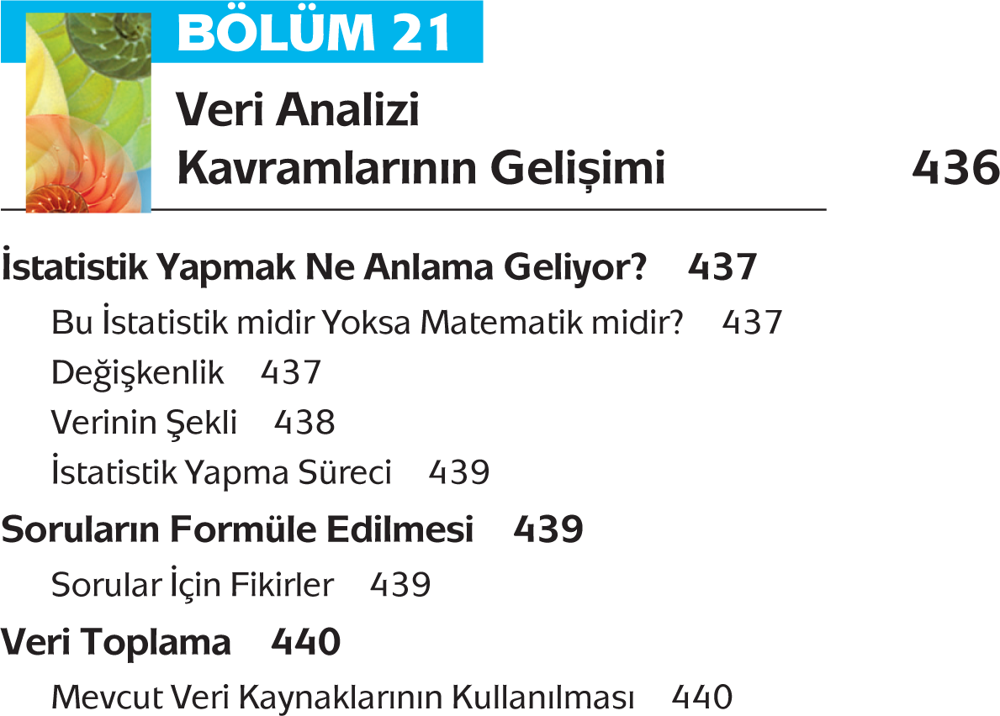 BÖLÜM 21
Veri Analizi
Kavramlarının Gelişimi 436
İstatistik Yapmak Ne Anlama Geliyor? 437
Bu İstatistik midir Yoksa Matematik midir? 437
Değişkenlik 437
Verinin Şekli 438
İstatistik Yapma Süreci 439
Soruların Formüle Edilmesi 439
Sorular İçin Fikirler 439
Veri Toplama 440
Mevcut Veri Kaynaklarının Kullanılması 440